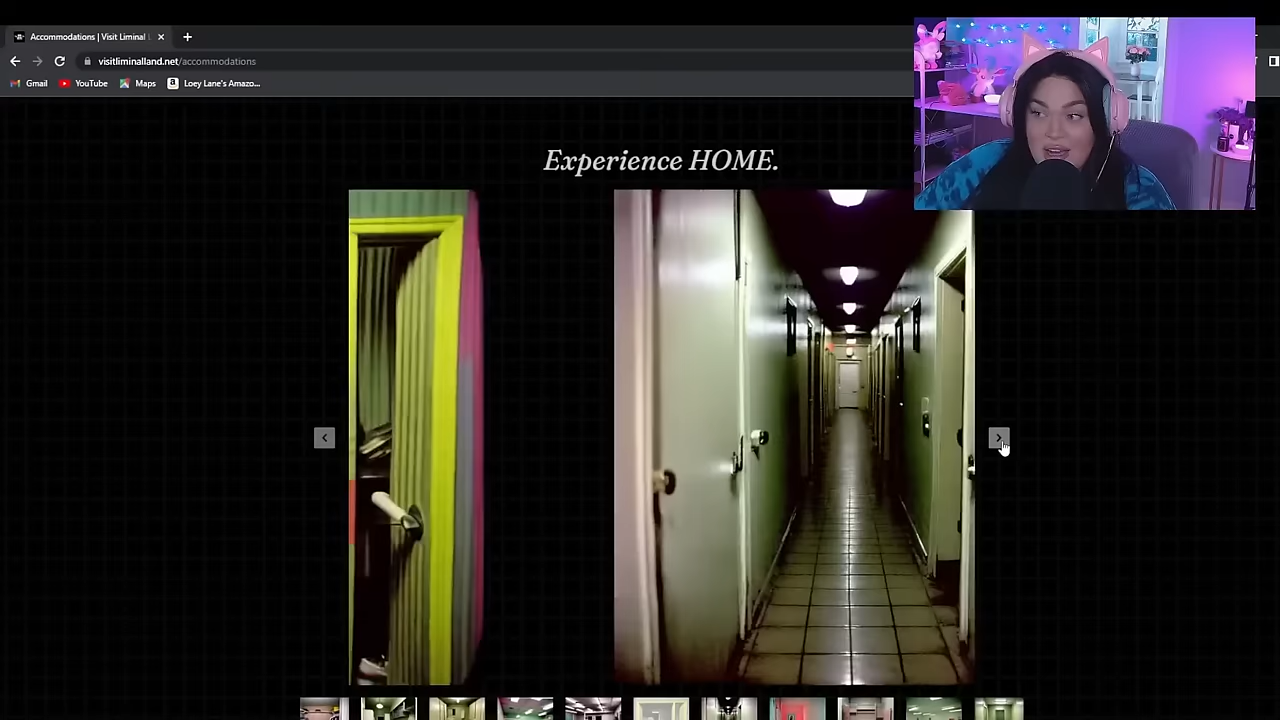 Accommodations | Visit Liminal
visitliminalland.net/accommodations
Gmail YouTube Maps Loey Lane's Amazo...
Experience HOME.